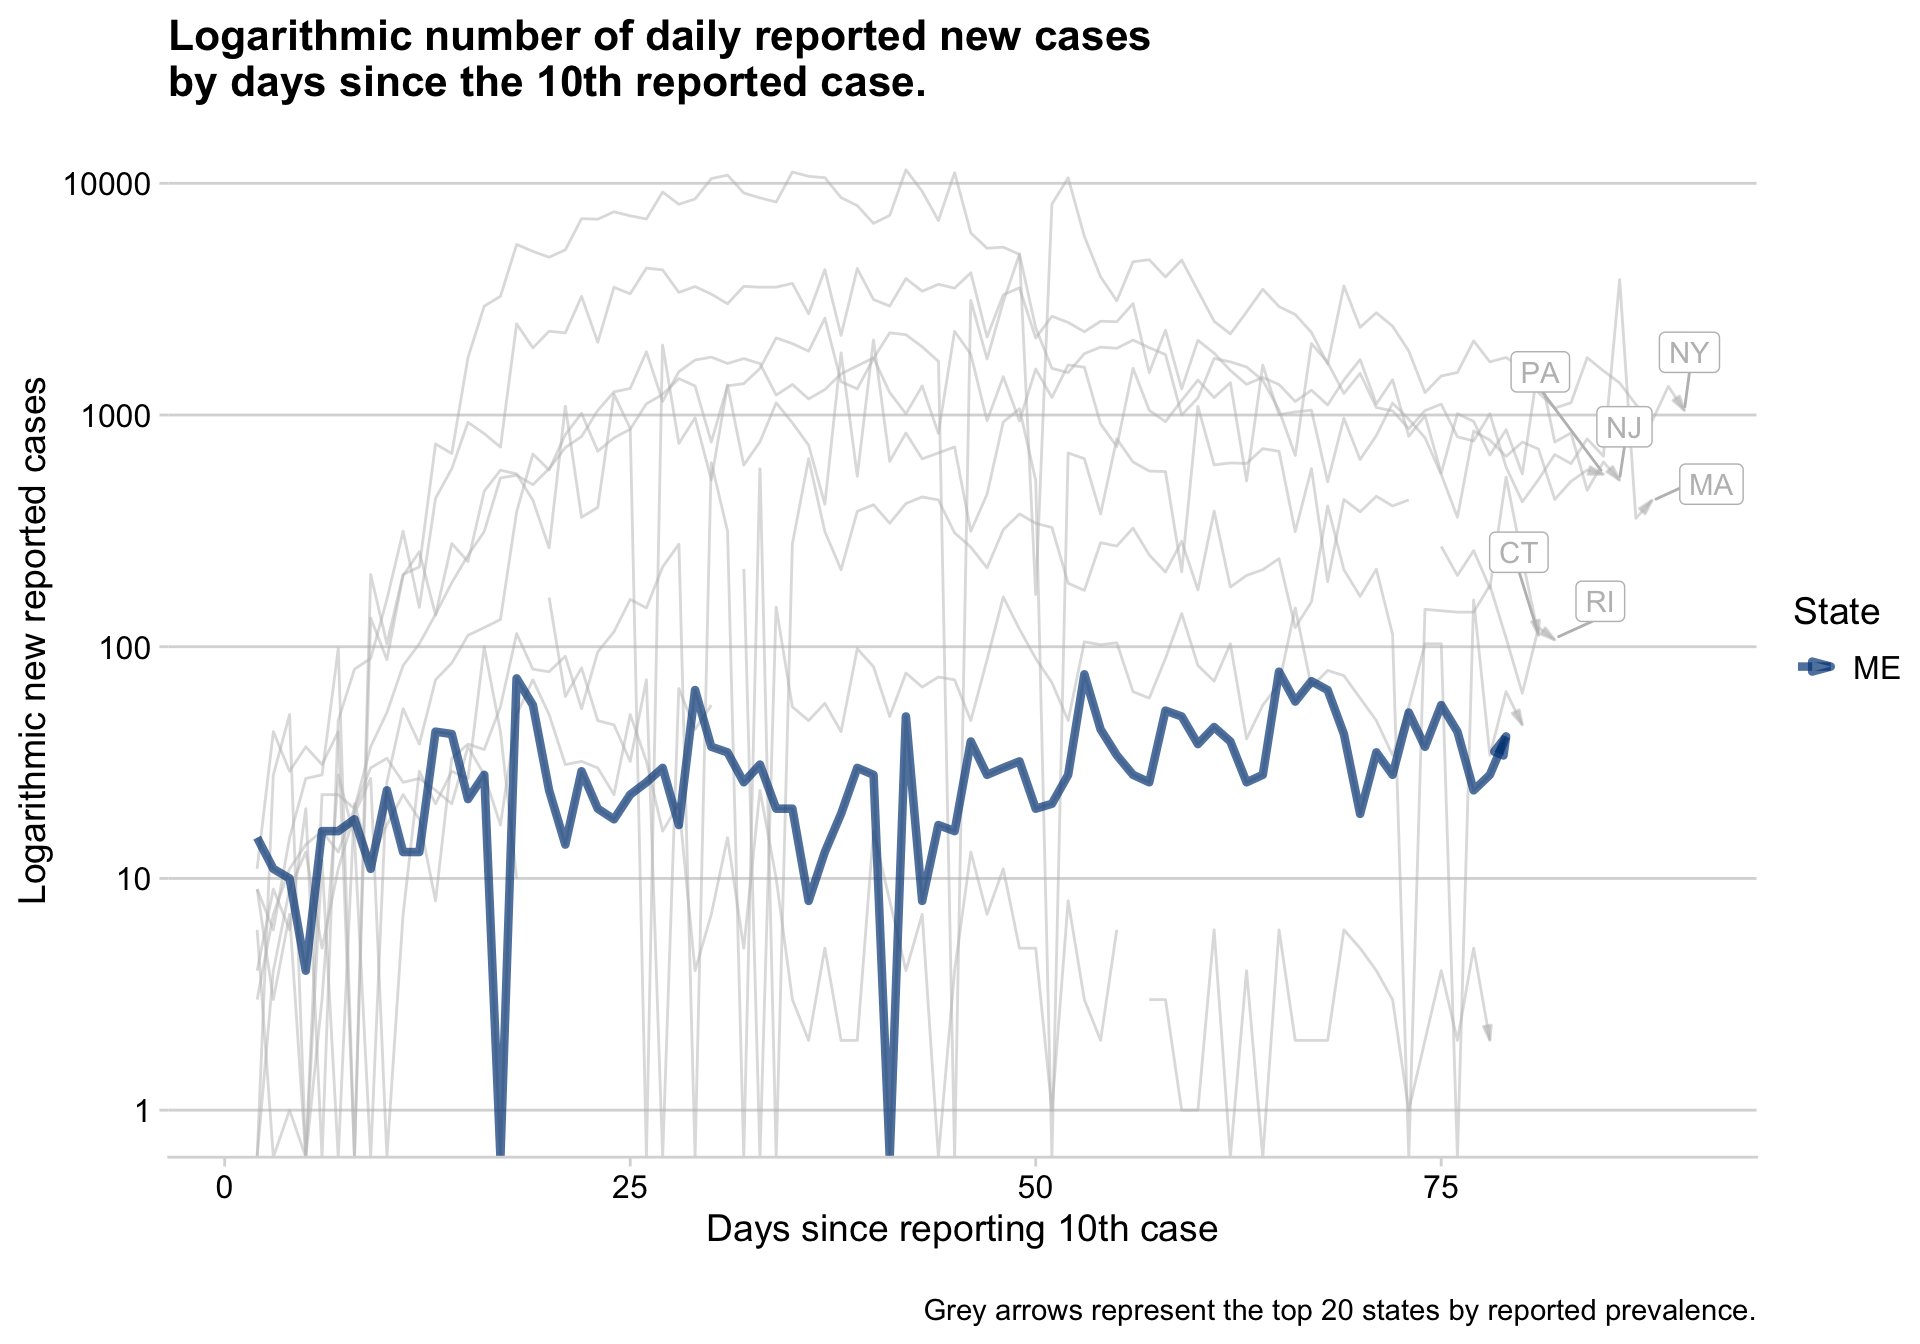 Logarithmic number of daily reported new cases
by days since the 10th reported case.
Logarithmic new reported cases
10000
1000
100
10
1
NY
PA
NJ
MA
CT
RI
State
ME
0
25
50
75
Days since reporting 10th case
Grey arrows represent the top 20 states by reported prevalence.